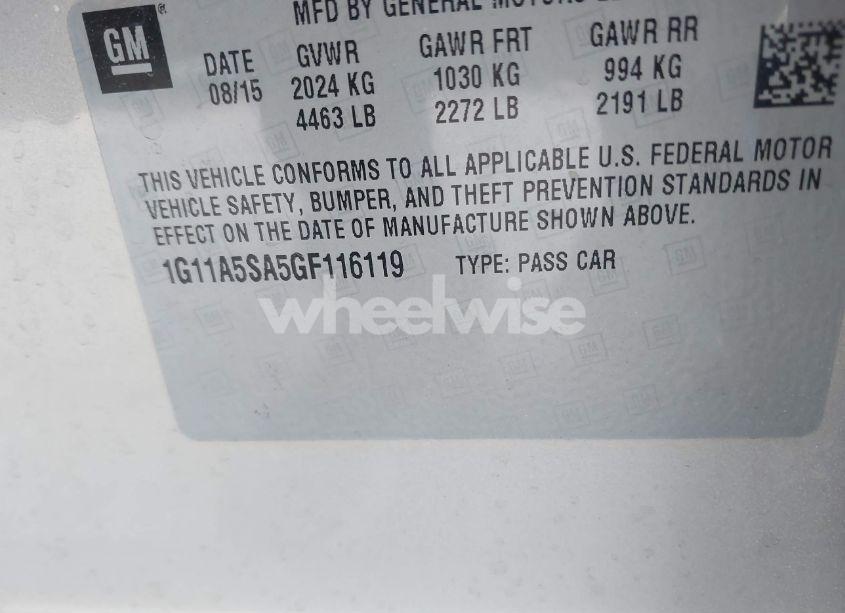 GM
MFD BY GENERAL MOTORS
DATE GVWR GAWR FRT GAWR RR
08/15 2024 KG 1030 KG 994 KG
4463 LB 2272 LB 2191 LB
THIS VEHICLE CONFORMS TO ALL APPLICABLE U.S. FEDERAL MOTOR
VEHICLE SAFETY, BUMPER, AND THEFT PREVENTION STANDARDS IN
EFFECT ON THE DATE OF MANUFACTURE SHOWN ABOVE.
1G11A5SA5GF116119 TYPE: PASS CAR
wheelwise